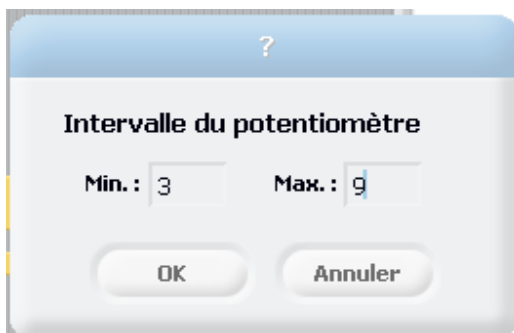 ?
Intervalle du potentiomètre
Min. : 3 Max. : 9
OK Annuler